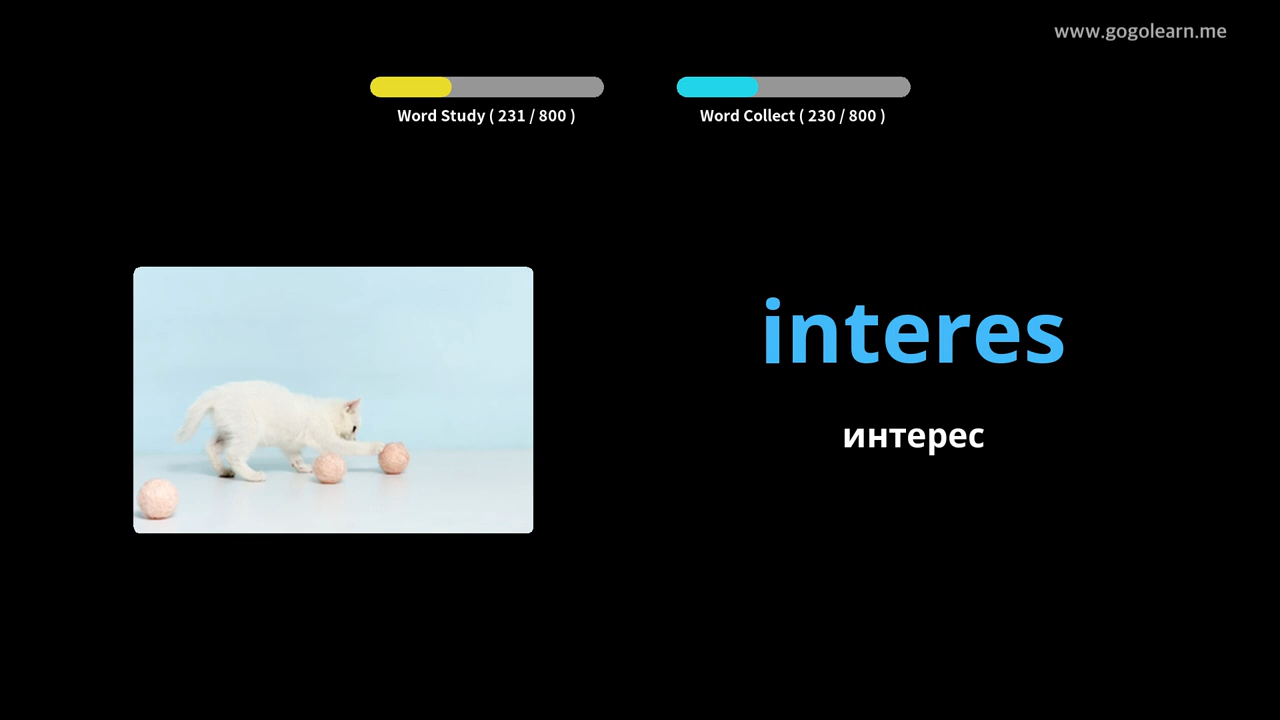 www.gogolearn.me
Word Study ( 231 / 800 )
Word Collect ( 230 / 800 )
interes
интерес